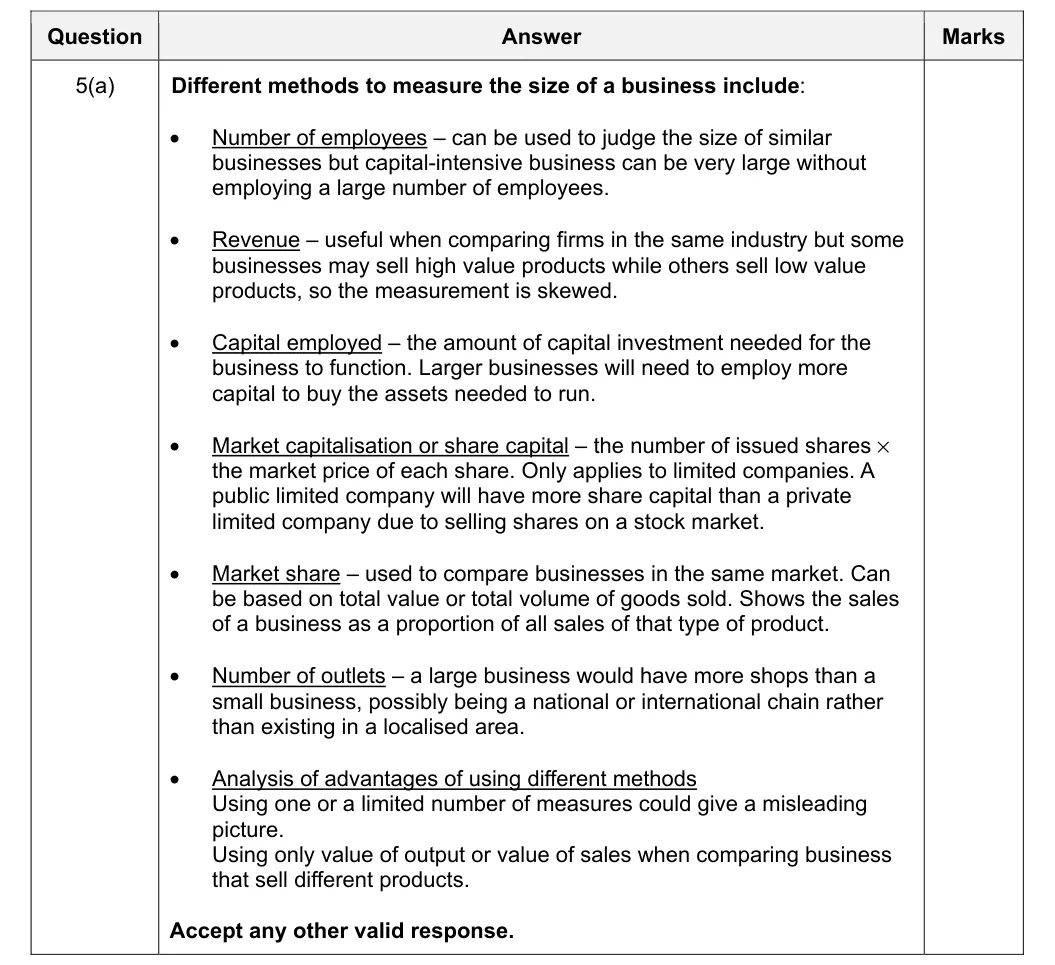 Question Answer Marks
5(a) Different methods to measure the size of a business include:
• Number of employees – can be used to judge the size of similar
businesses but capital-intensive business can be very large without
employing a large number of employees.
• Revenue – useful when comparing firms in the same industry but some
businesses may sell high value products while others sell low value
products, so the measurement is skewed.
• Capital employed – the amount of capital investment needed for the
business to function. Larger businesses will need to employ more
capital to buy the assets needed to run.
• Market capitalisation or share capital – the number of issued shares ×
the market price of each share. Only applies to limited companies. A
public limited company will have more share capital than a private
limited company due to selling shares on a stock market.
• Market share – used to compare businesses in the same market. Can
be based on total value or total volume of goods sold. Shows the sales
of a business as a proportion of all sales of that type of product.
• Number of outlets – a large business would have more shops than a
small business, possibly being a national or international chain rather
than existing in a localised area.
• Analysis of advantages of using different methods
Using one or a limited number of measures could give a misleading
picture.
Using only value of output or value of sales when comparing business
that sell different products.
Accept any other valid response.